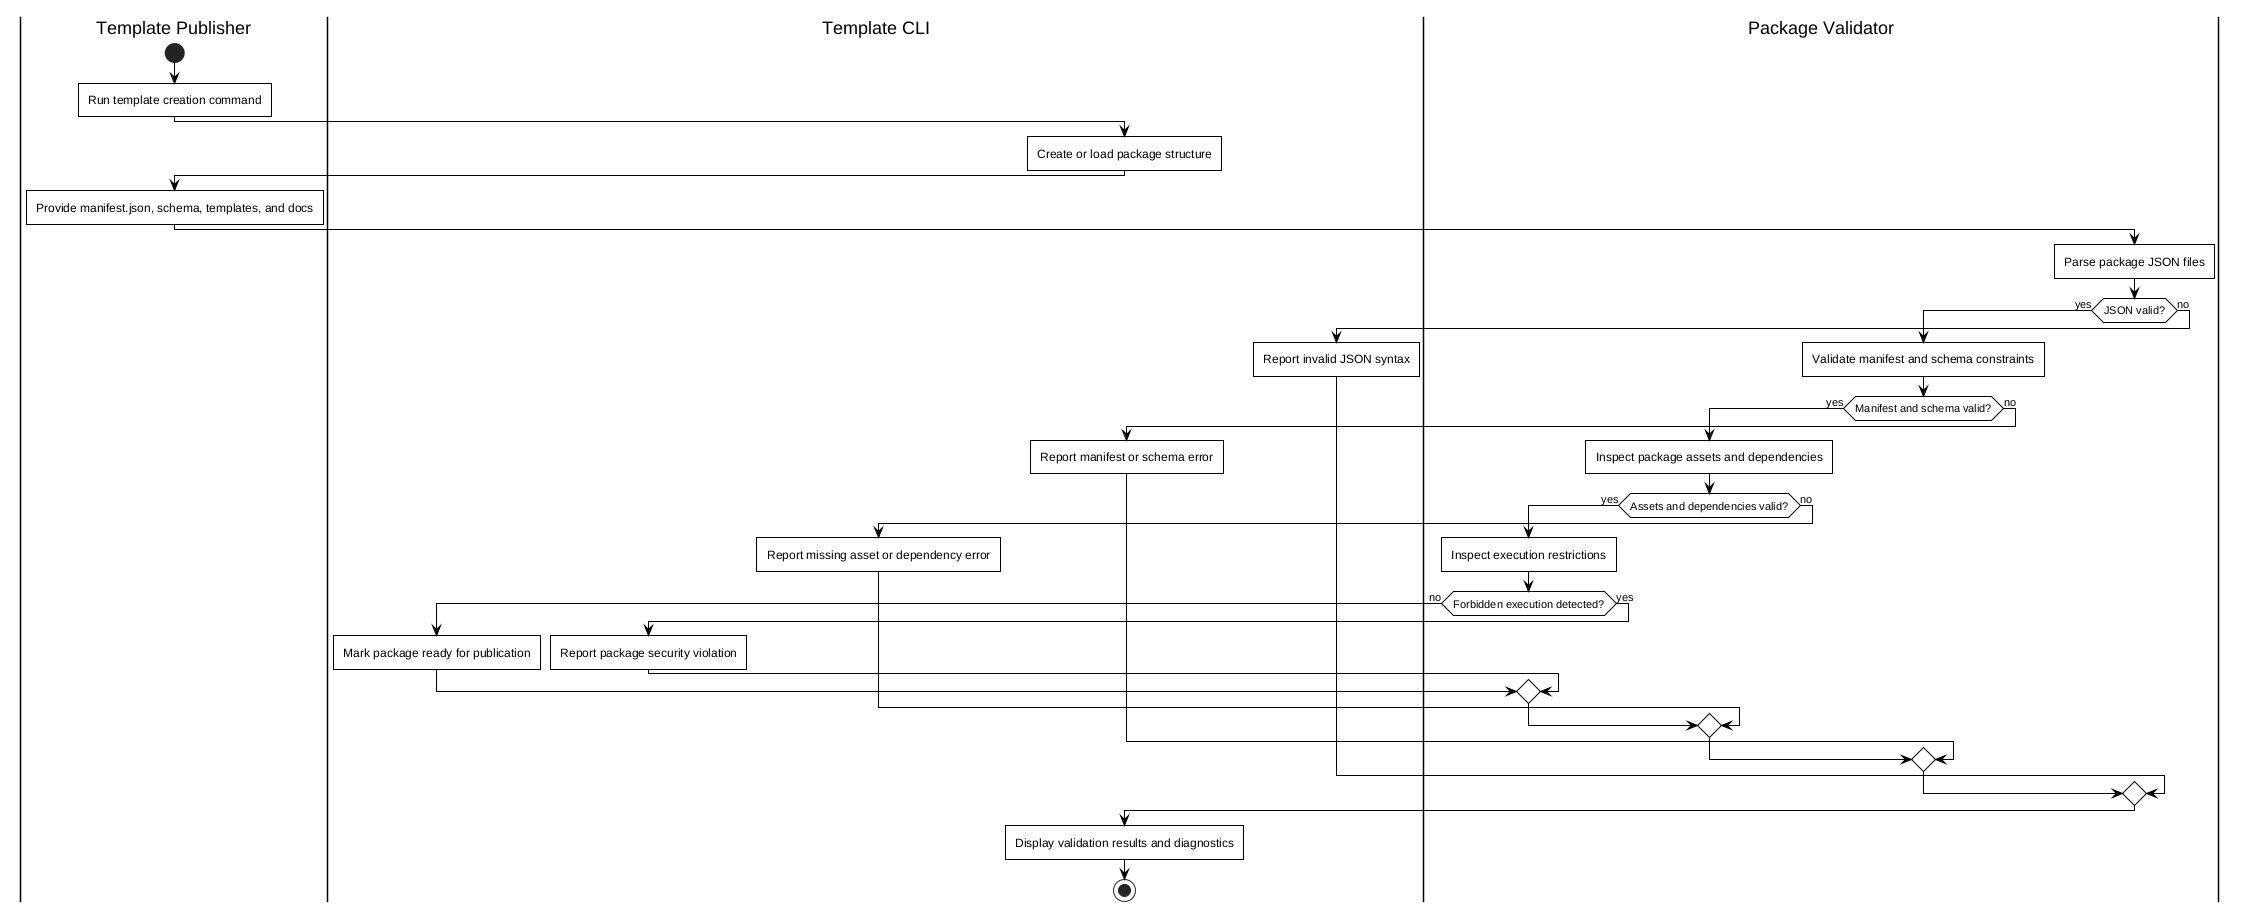 Template Publisher
Template CLI
Package Validator
Run template creation command
Create or load package structure
Provide manifest.json, schema, templates, and docs
Parse package JSON files
yes
JSON valid?
no
Report invalid JSON syntax
Validate manifest and schema constraints
yes
Manifest and schema valid?
no
Report manifest or schema error
Inspect package assets and dependencies
yes
Assets and dependencies valid?
no
Report missing asset or dependency error
Inspect execution restrictions
no
Forbidden execution detected?
yes
Mark package ready for publication
Report package security violation
Display validation results and diagnostics